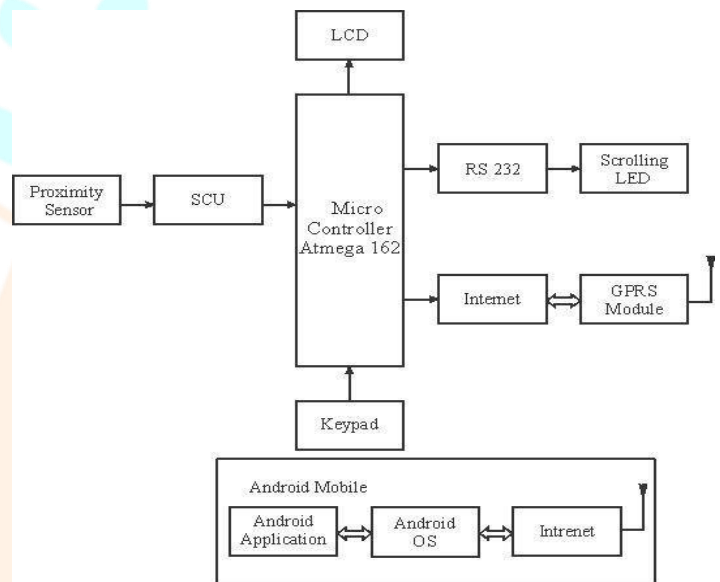 LCD
RS 232
Scrolling
LED
Proximity
Sensor
SCU
Micro
Controller
Atmega 162
Internet
GPRS
Module
Keypad
Android Mobile
Android
Application
Android
OS
Intrenet